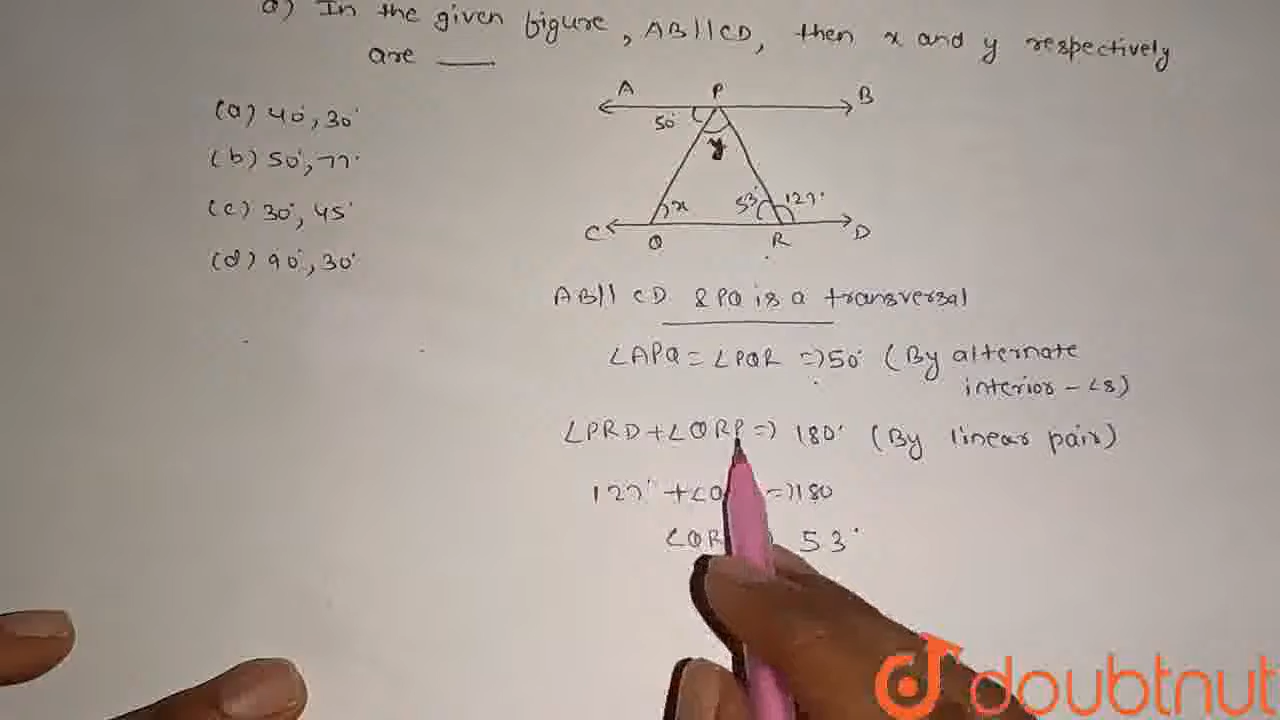 Q) In the given figure, AB||CD, then x and y respectively
are ___
(a) 40°, 30°
(b) 50°, 77°
(c) 30°, 45°
(d) 90°, 30°
A P B
50°
y
x 53° 127°
C Q R D
AB|| CD & PQ is a transversal
∠APQ = ∠PQR => 50° (By alternate
interior - ∠s)
∠PRD + ∠QRP => 180° (By linear pair)
127° + => 180
53°
doubtnut